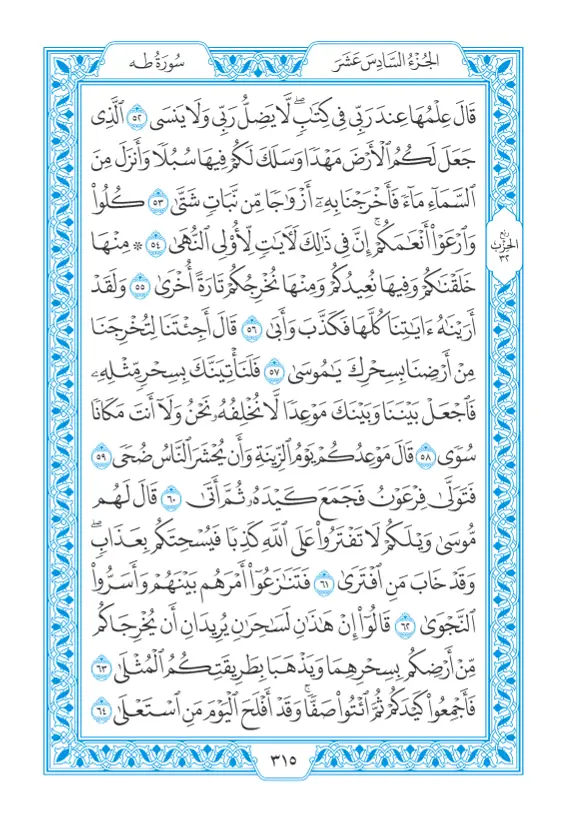 الجُزْءُ السَّادِسَ عَشَرَ
سُورَةُ طه
قَالَ عِلْمُهَا عِندَ رَبِّى فِى كِتَٰبٍۖ لَّا يَضِلُّ رَبِّى وَلَا يَنسَى ٥٢ ٱلَّذِى
جَعَلَ لَكُمُ ٱلْأَرْضَ مَهْدًا وَسَلَكَ لَكُمْ فِيهَا سُبُلًا وَأَنزَلَ مِنَ
ٱلسَّمَآءِ مَآءً فَأَخْرَجْنَا بِهِۦٓ أَزْوَٰجًا مِّن نَّبَاتٍ شَتَّىٰ ٥٣ كُلُوا۟
وَٱرْعَوْا۟ أَنْعَٰمَكُمْۚ إِنَّ فِى ذَٰلِكَ لَءَايَٰتٍ لِّأُو۟لِى ٱلنُّهَىٰ ٥٤ ۞ مِنْهَا
خَلَقْنَٰكُمْ وَفِيهَا نُعِيدُكُمْ وَمِنْهَا نُخْرِجُكُمْ تَارَةً أُخْرَىٰ ٥٥ وَلَقَدْ
أَرَيْنَٰهُ ءَايَٰتِنَا كُلَّهَا فَكَذَّبَ وَأَبَىٰ ٥٦ قَالَ أَجِئْتَنَا لِتُخْرِجَنَا
مِنْ أَرْضِنَا بِسِحْرِكَ يَٰمُوسَىٰ ٥٧ فَلَنَأْتِيَنَّكَ بِسِحْرٍ مِّثْلِهِۦ
فَٱجْعَلْ بَيْنَنَا وَبَيْنَكَ مَوْعِدًا لَّا نُخْلِفُهُۥ نَحْنُ وَلَآ أَنتَ مَكَانًا
سُوًى ٥٨ قَالَ مَوْعِدُكُمْ يَوْمُ ٱلزِّينَةِ وَأَن يُحْشَرَ ٱلنَّاسُ ضُحًى ٥٩
فَتَوَلَّىٰ فِرْعَوْنُ فَجَمَعَ كَيْدَهُۥ ثُمَّ أَتَىٰ ٦٠ قَالَ لَهُم
مُّوسَىٰ وَيْلَكُمْ لَا تَفْتَرُوا۟ عَلَى ٱللَّهِ كَذِبًا فَيُسْحِتَكُم بِعَذَابٍۖ
وَقَدْ خَابَ مَنِ ٱفْتَرَىٰ ٦١ فَتَنَٰزَعُوٓا۟ أَمْرَهُم بَيْنَهُمْ وَأَسَرُّوا۟
ٱلنَّجْوَىٰ ٦٢ قَالُوٓا۟ إِنْ هَٰذَٰنِ لَسَٰحِرَٰنِ يُرِيدَانِ أَن يُخْرِجَاكُم
مِّنْ أَرْضِكُم بِسِحْرِهِمَا وَيَذْهَبَا بِطَرِيقَتِكُمُ ٱلْمُثْلَىٰ ٦٣
فَأَجْمِعُوا۟ كَيْدَكُمْ ثُمَّ ٱئْتُوا۟ صَفًّاۚ وَقَدْ أَفْلَحَ ٱلْيَوْمَ مَنِ ٱسْتَعْلَىٰ ٦٤
ربع
الحزب
٣٢
٣١٥